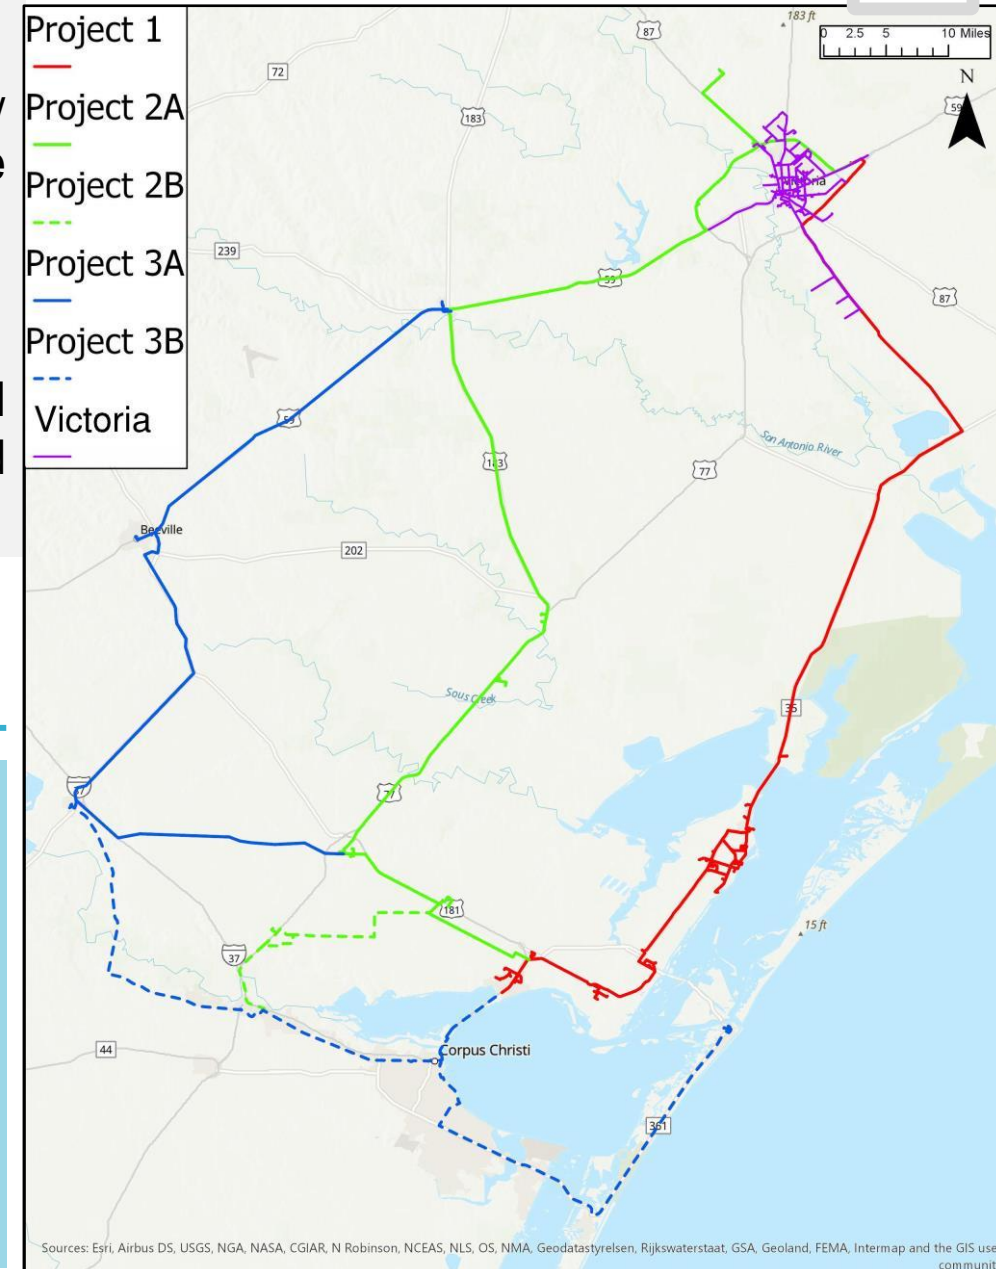 Project 1
Project 2A
Project 2B
Project 3A
Project 3B
Victoria
183 ft
0 2.5 5 10 Miles
N
87
72
183
59
Victoria
239
59
87
59
183
San Antonio River
77
Beeville
202
Sous Creek
35
37
77
181
15 ft
37
44
Corpus Christi
361
Sources: Esri, Airbus DS, USGS, NGA, NASA, CGIAR, N Robinson, NCEAS, NLS, OS, NMA, Geodatastyrelsen, Rijkswaterstaat, GSA, Geoland, FEMA, Intermap and the GIS use
communit